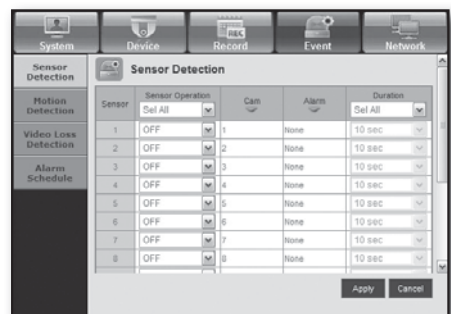 System Device Record Event Network
REC
Sensor Detection
Motion Detection
Video Loss Detection
Alarm Schedule
Sensor Detection
Sensor Sensor Operation Cam Alarm Duration
Sel All Sel All
1 OFF 1 None 10 sec
2 OFF 2 None 10 sec
3 OFF 3 None 10 sec
4 OFF 4 None 10 sec
5 OFF 5 None 10 sec
6 OFF 6 None 10 sec
7 OFF 7 None 10 sec
8 OFF 8 None 10 sec
Apply Cancel